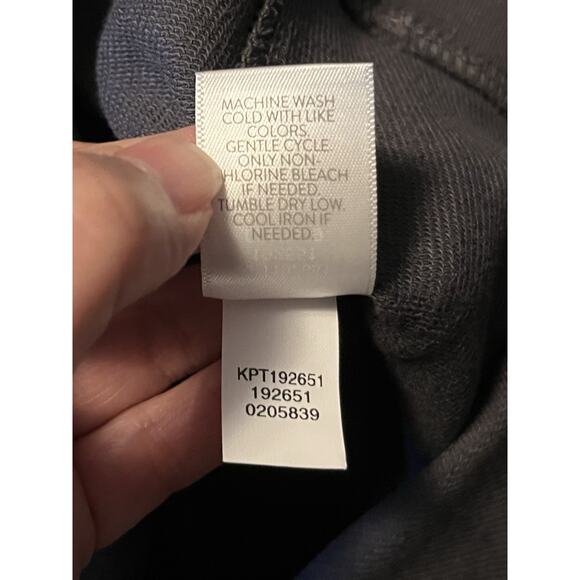 MACHINE WASH
COLD WITH LIKE
COLORS.
GENTLE CYCLE.
ONLY NON-
CHLORINE BLEACH
IF NEEDED.
TUMBLE DRY LOW.
COOL IRON IF
NEEDED.
KPT192651
192651
0205839